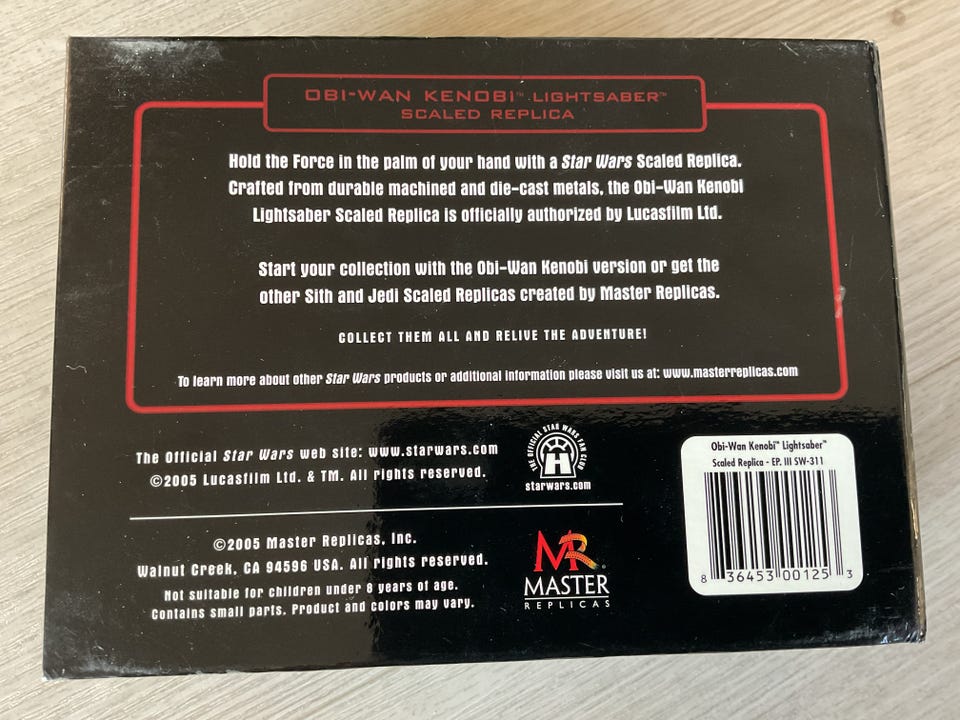 OBI-WAN KENOBI™ LIGHTSABER™
SCALED REPLICA
Hold the Force in the palm of your hand with a Star Wars Scaled Replica.
Crafted from durable machined and die-cast metals, the Obi-Wan Kenobi
Lightsaber Scaled Replica is officially authorized by Lucasfilm Ltd.
Start your collection with the Obi-Wan Kenobi version or get the
other Sith and Jedi Scaled Replicas created by Master Replicas.
COLLECT THEM ALL AND RELIVE THE ADVENTURE!
To learn more about other Star Wars products or additional information please visit us at: www.masterreplicas.com
The Official Star Wars web site: www.starwars.com
©2005 Lucasfilm Ltd. & TM. All rights reserved.
THE OFFICIAL STAR WARS FAN CLUB
H
starwars.com
©2005 Master Replicas, Inc.
Walnut Creek, CA 94596 USA. All rights reserved.
Not suitable for children under 8 years of age.
Contains small parts. Product and colors may vary.
MR®
MASTER
REPLICAS
Obi-Wan Kenobi™ Lightsaber™
Scaled Replica - EP. III SW-311
8 36453 00125 3